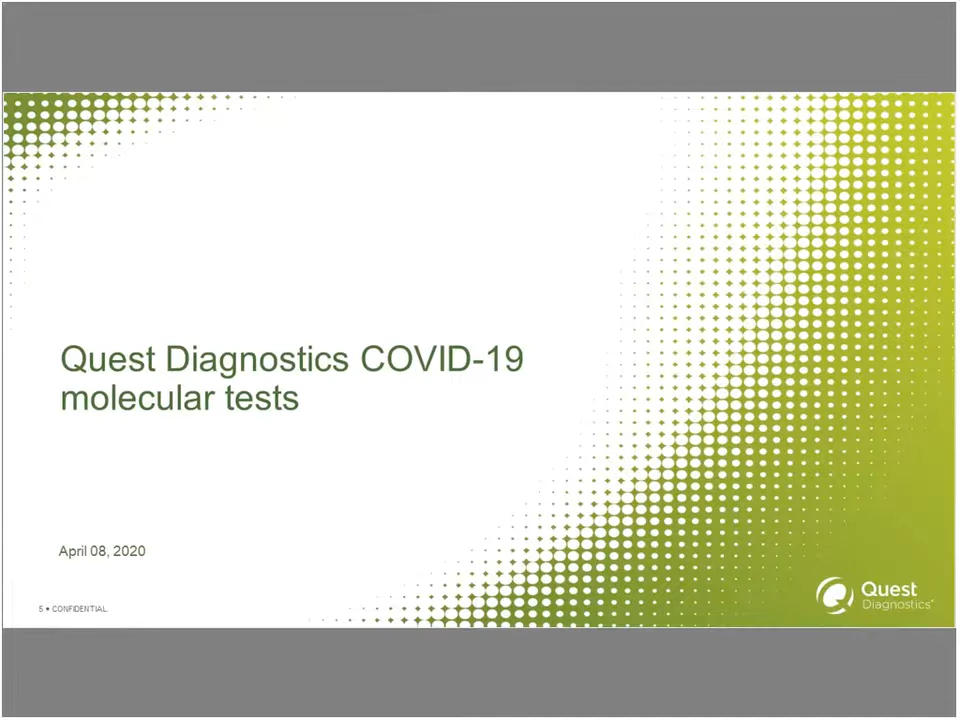 Quest Diagnostics COVID-19
molecular tests
April 08, 2020
5 • CONFIDENTIAL
Quest
Diagnostics®